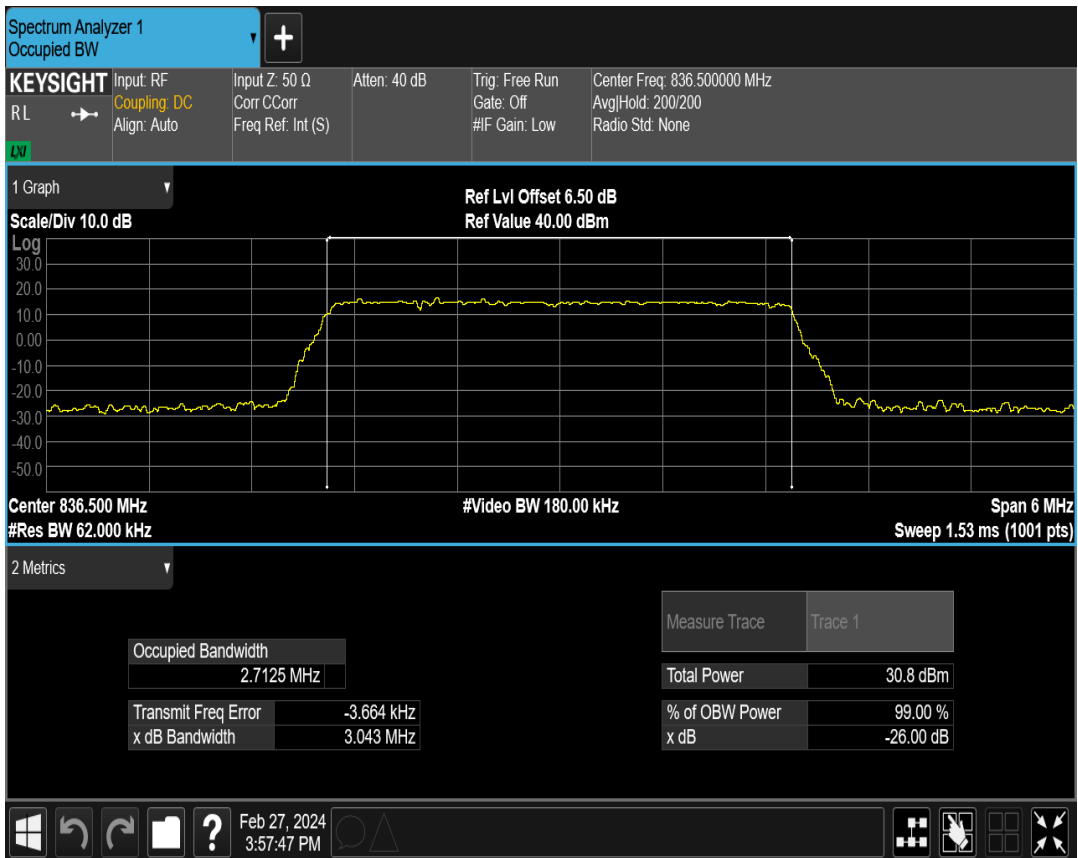 Spectrum Analyzer 1
Occupied BW
KEYSIGHT
RL
LXI
Input: RF
Coupling: DC
Align: Auto
Input Z: 50 Ω
Corr CCorr
Freq Ref: Int (S)
Atten: 40 dB
Trig: Free Run
Gate: Off
#IF Gain: Low
Center Freq: 836.500000 MHz
Avg|Hold: 200/200
Radio Std: None
1 Graph
Scale/Div 10.0 dB
Ref Lvl Offset 6.50 dB
Ref Value 40.00 dBm
Log
30.0
20.0
10.0
0.00
-10.0
-20.0
-30.0
-40.0
-50.0
Center 836.500 MHz
#Video BW 180.00 kHz
Span 6 MHz
#Res BW 62.000 kHz
Sweep 1.53 ms (1001 pts)
2 Metrics
Measure Trace Trace 1
Occupied Bandwidth
2.7125 MHz
Total Power 30.8 dBm
Transmit Freq Error -3.664 kHz
% of OBW Power 99.00 %
x dB Bandwidth 3.043 MHz
x dB -26.00 dB
?
Feb 27, 2024
3:57:47 PM